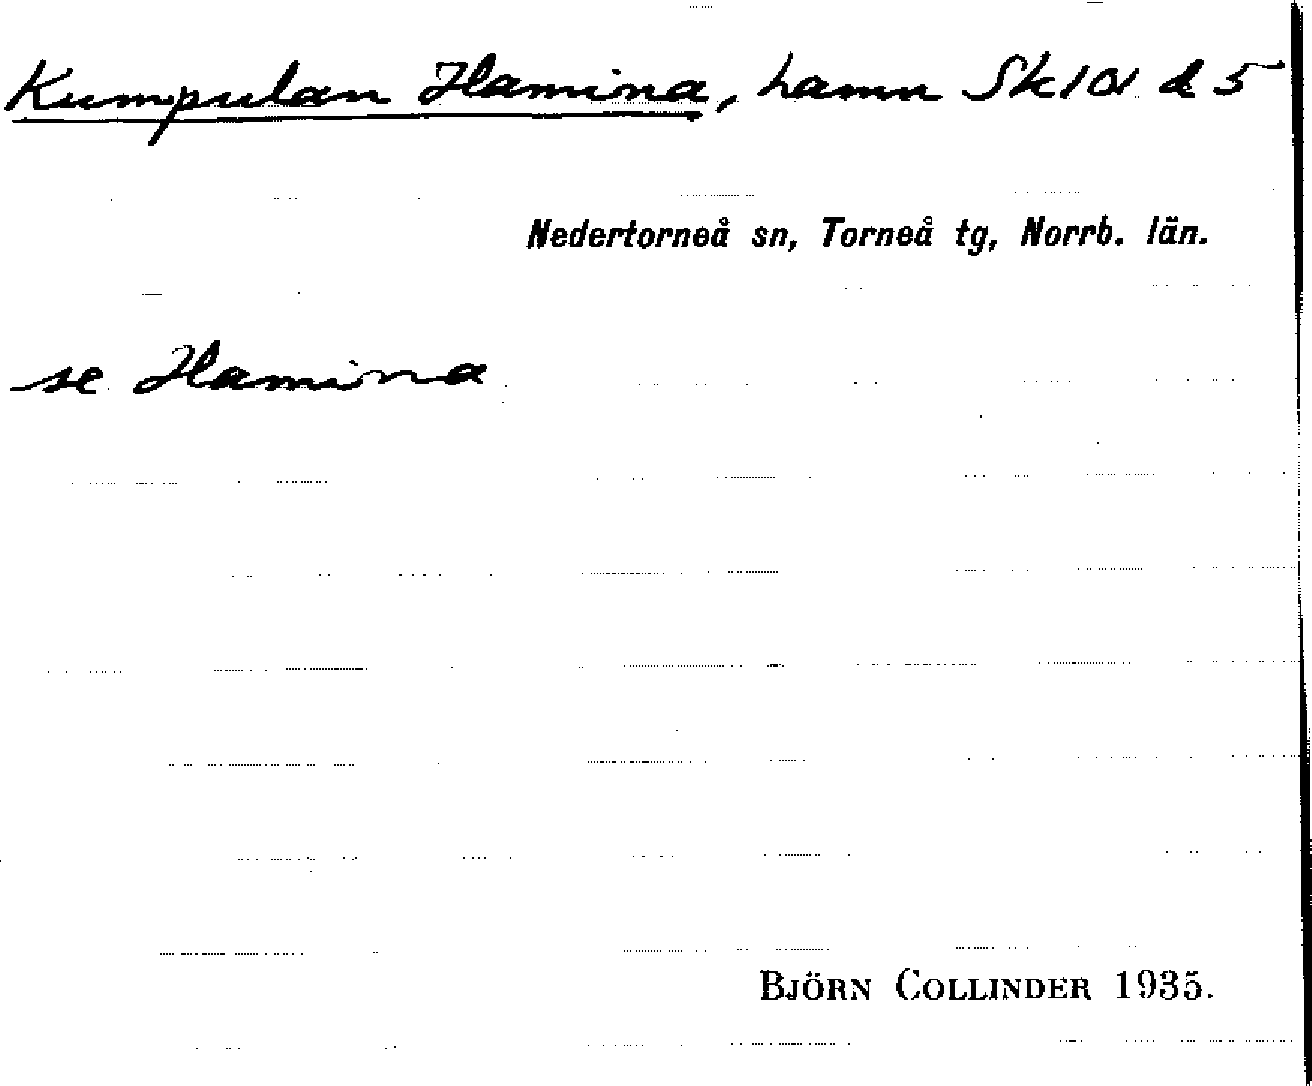 Kumpulan Hamina, hamn Sk101 d 5
Nedertorneå sn, Torneå tg, Norrb. län.
se Hamina
BJÖRN COLLINDER 1935.